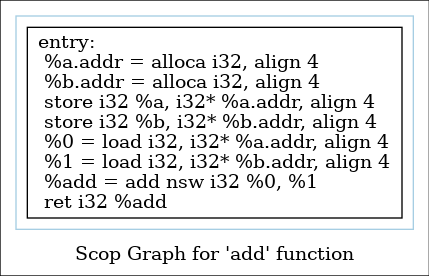 entry:
%a.addr = alloca i32, align 4
%b.addr = alloca i32, align 4
store i32 %a, i32* %a.addr, align 4
store i32 %b, i32* %b.addr, align 4
%0 = load i32, i32* %a.addr, align 4
%1 = load i32, i32* %b.addr, align 4
%add = add nsw i32 %0, %1
ret i32 %add
Scop Graph for 'add' function